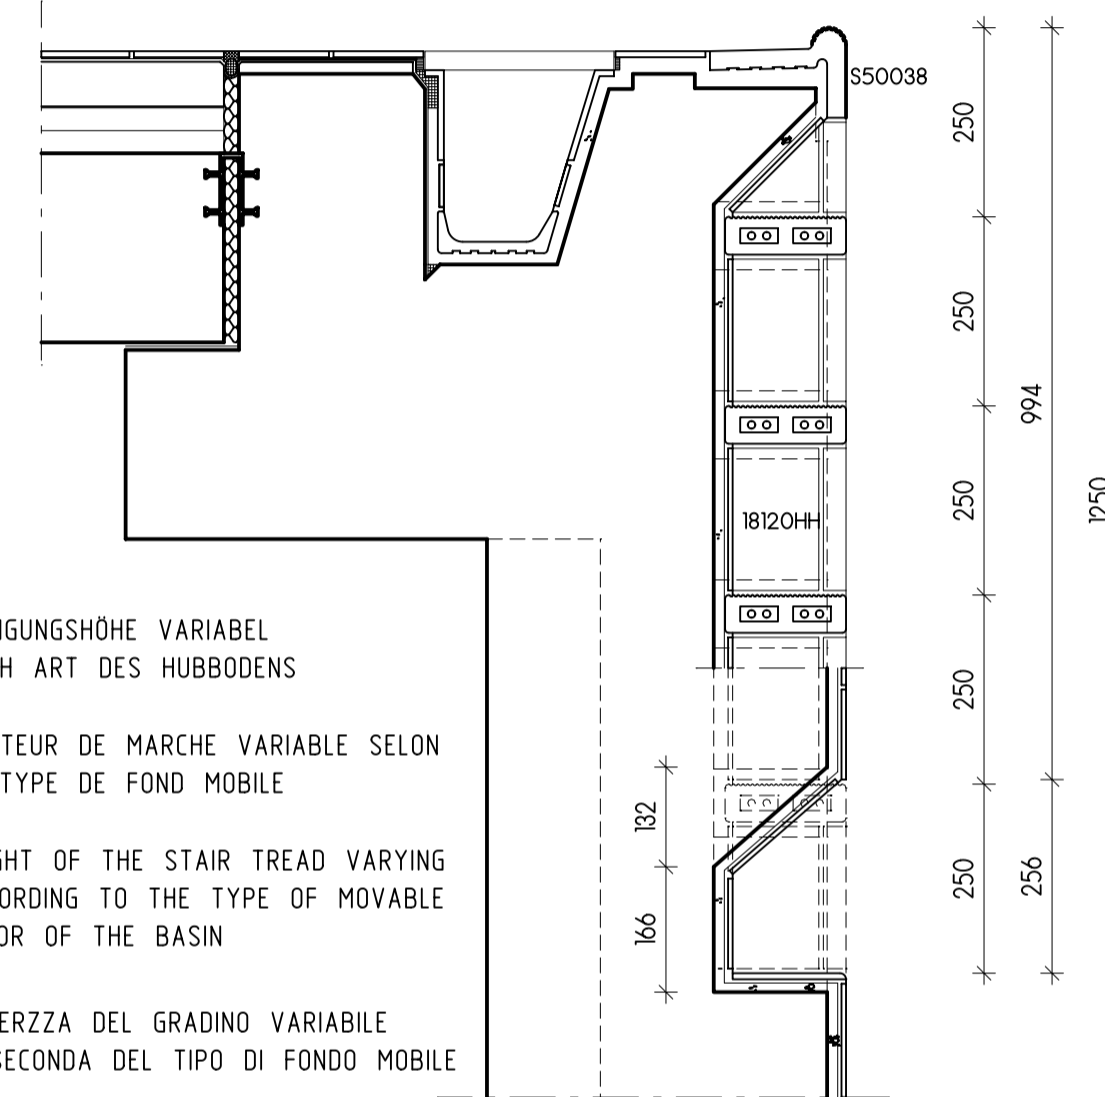 S50038
250
250
994
250
1250
18120HH
IGUNGSHÖHE VARIABEL
H ART DES HUBBODENS
250
TEUR DE MARCHE VARIABLE SELON
TYPE DE FOND MOBILE
132
GHT OF THE STAIR TREAD VARYING
ORDING TO THE TYPE OF MOVABLE
OR OF THE BASIN
250
256
166
ERZZA DEL GRADINO VARIABILE
SECONDA DEL TIPO DI FONDO MOBILE